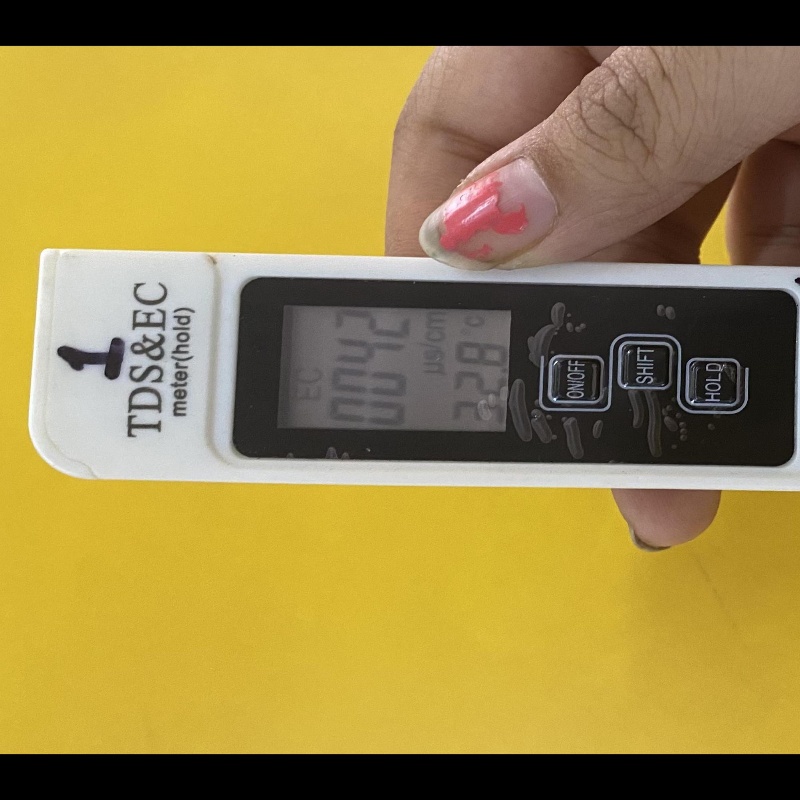 1
TDS&EC
meter(hold)
EC
0042
µs/cm
22.8 °c
ON/OFF
SHIFT
HOLD